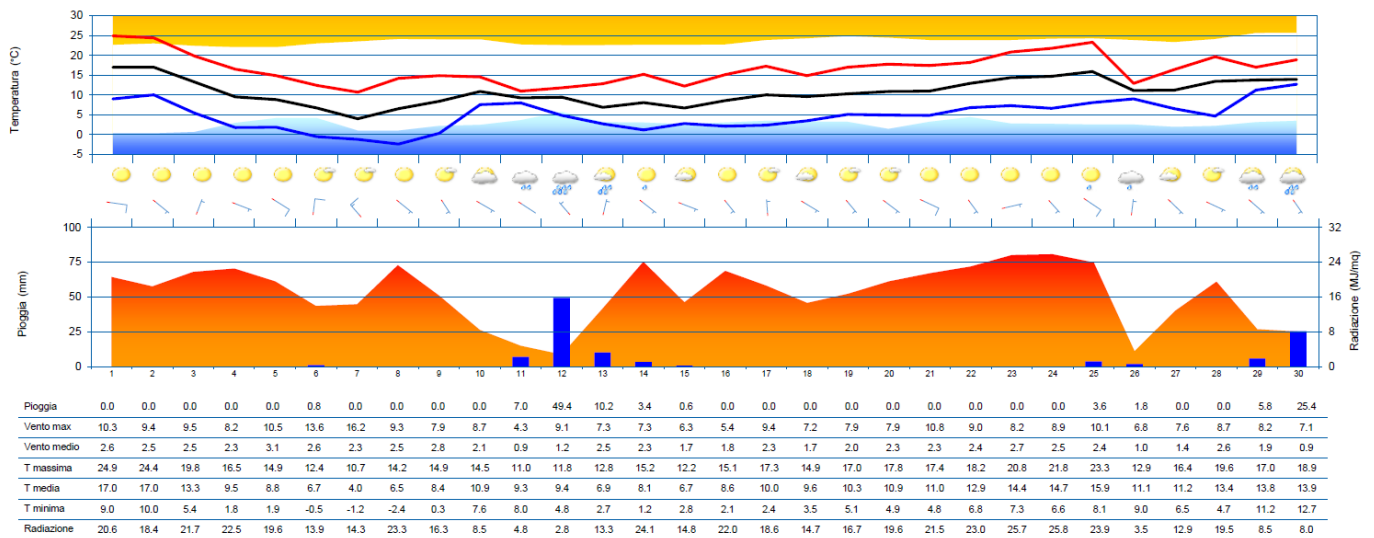 Temperatura (°C)
30
25
20
15
10
5
0
-5
Pioggia (mm)
100
75
50
25
0
32
24
16
8
0
Radiazione (MJ/mq)
1 2 3 4 5 6 7 8 9 10 11 12 13 14 15 16 17 18 19 20 21 22 23 24 25 26 27 28 29 30
Pioggia 0.0 0.0 0.0 0.0 0.0 0.8 0.0 0.0 0.0 0.0 7.0 49.4 10.2 3.4 0.6 0.0 0.0 0.0 0.0 0.0 0.0 0.0 0.0 0.0 3.6 1.8 0.0 0.0 5.8 25.4
Vento max 10.3 9.4 9.5 8.2 10.5 13.6 16.2 9.3 7.9 8.7 4.3 9.1 7.3 7.3 6.3 5.4 9.4 7.2 7.9 7.9 10.8 9.0 8.2 8.9 10.1 6.8 7.6 8.7 8.2 7.1
Vento medio 2.6 2.5 2.5 2.3 3.1 2.6 2.3 2.5 2.8 2.1 0.9 1.2 2.5 2.3 1.7 1.8 2.3 1.7 2.0 2.3 2.3 2.4 2.7 2.5 2.4 1.0 1.4 2.6 1.9 0.9
T massima 24.9 24.4 19.8 16.5 14.9 12.4 10.7 14.2 14.9 14.5 11.0 11.8 12.8 15.2 12.2 15.1 17.3 14.9 17.0 17.8 17.4 18.2 20.8 21.8 23.3 12.9 16.4 19.6 17.0 18.9
T media 17.0 17.0 13.3 9.5 8.8 6.7 4.0 6.5 8.4 10.9 9.3 9.4 6.9 8.1 6.7 8.6 10.0 9.6 10.3 10.9 11.0 12.9 14.4 14.7 15.9 11.1 11.2 13.4 13.8 13.9
T minima 9.0 10.0 5.4 1.8 1.9 -0.5 -1.2 -2.4 0.3 7.6 8.0 4.8 2.7 1.2 2.8 2.1 2.4 3.5 5.1 4.9 4.8 6.8 7.3 6.6 8.1 9.0 6.5 4.7 11.2 12.7
Radiazione 20.6 18.4 21.7 22.5 19.6 13.9 14.3 23.3 16.3 8.5 4.8 2.8 13.3 24.1 14.8 22.0 18.6 14.7 16.7 19.6 21.5 23.0 25.7 25.8 23.9 3.5 12.9 19.5 8.5 8.0